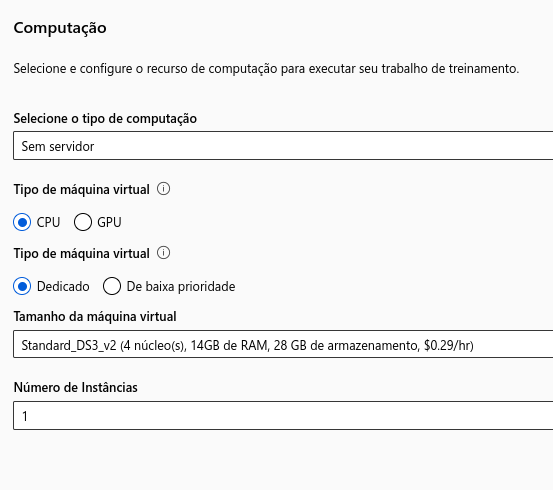 Computação
Selecione e configure o recurso de computação para executar seu trabalho de treinamento.
Selecione o tipo de computação
Sem servidor
Tipo de máquina virtual
CPU GPU
Tipo de máquina virtual
Dedicado De baixa prioridade
Tamanho da máquina virtual
Standard_DS3_v2 (4 núcleo(s), 14GB de RAM, 28 GB de armazenamento, $0.29/hr)
Número de Instâncias
1